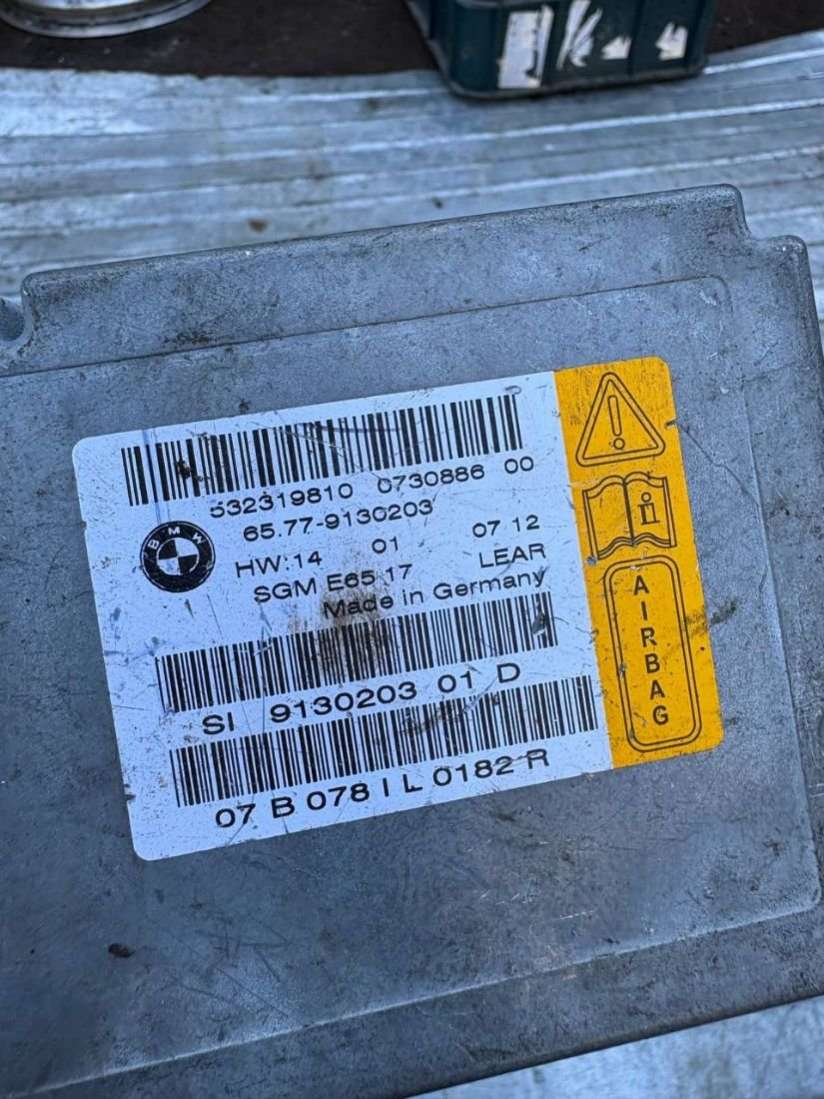 532319810 0730886 00
65.77-9130203
BMW
HW:14 01 07 12
SGM E65 17 LEAR
Made in Germany
SI 9130203 01 D
07 B 078 I L 0182 R
AIRBAG